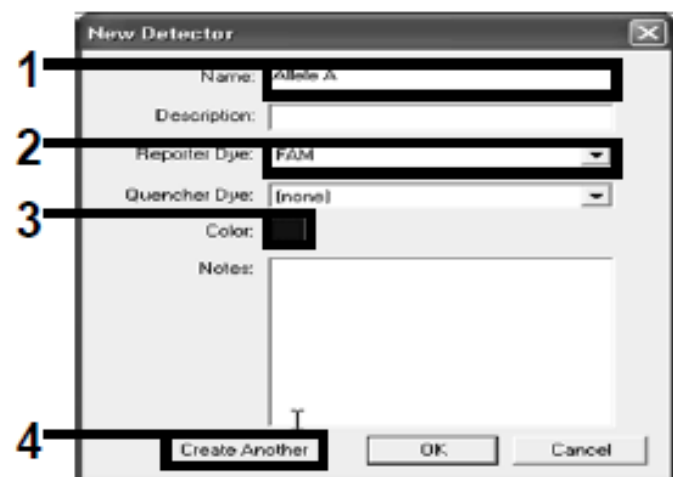 New Detector
1 Name: Allele A
Description:
2 Reporter Dye: FAM
Quencher Dye: (none)
3 Color:
Notes:
4 Create Another OK Cancel